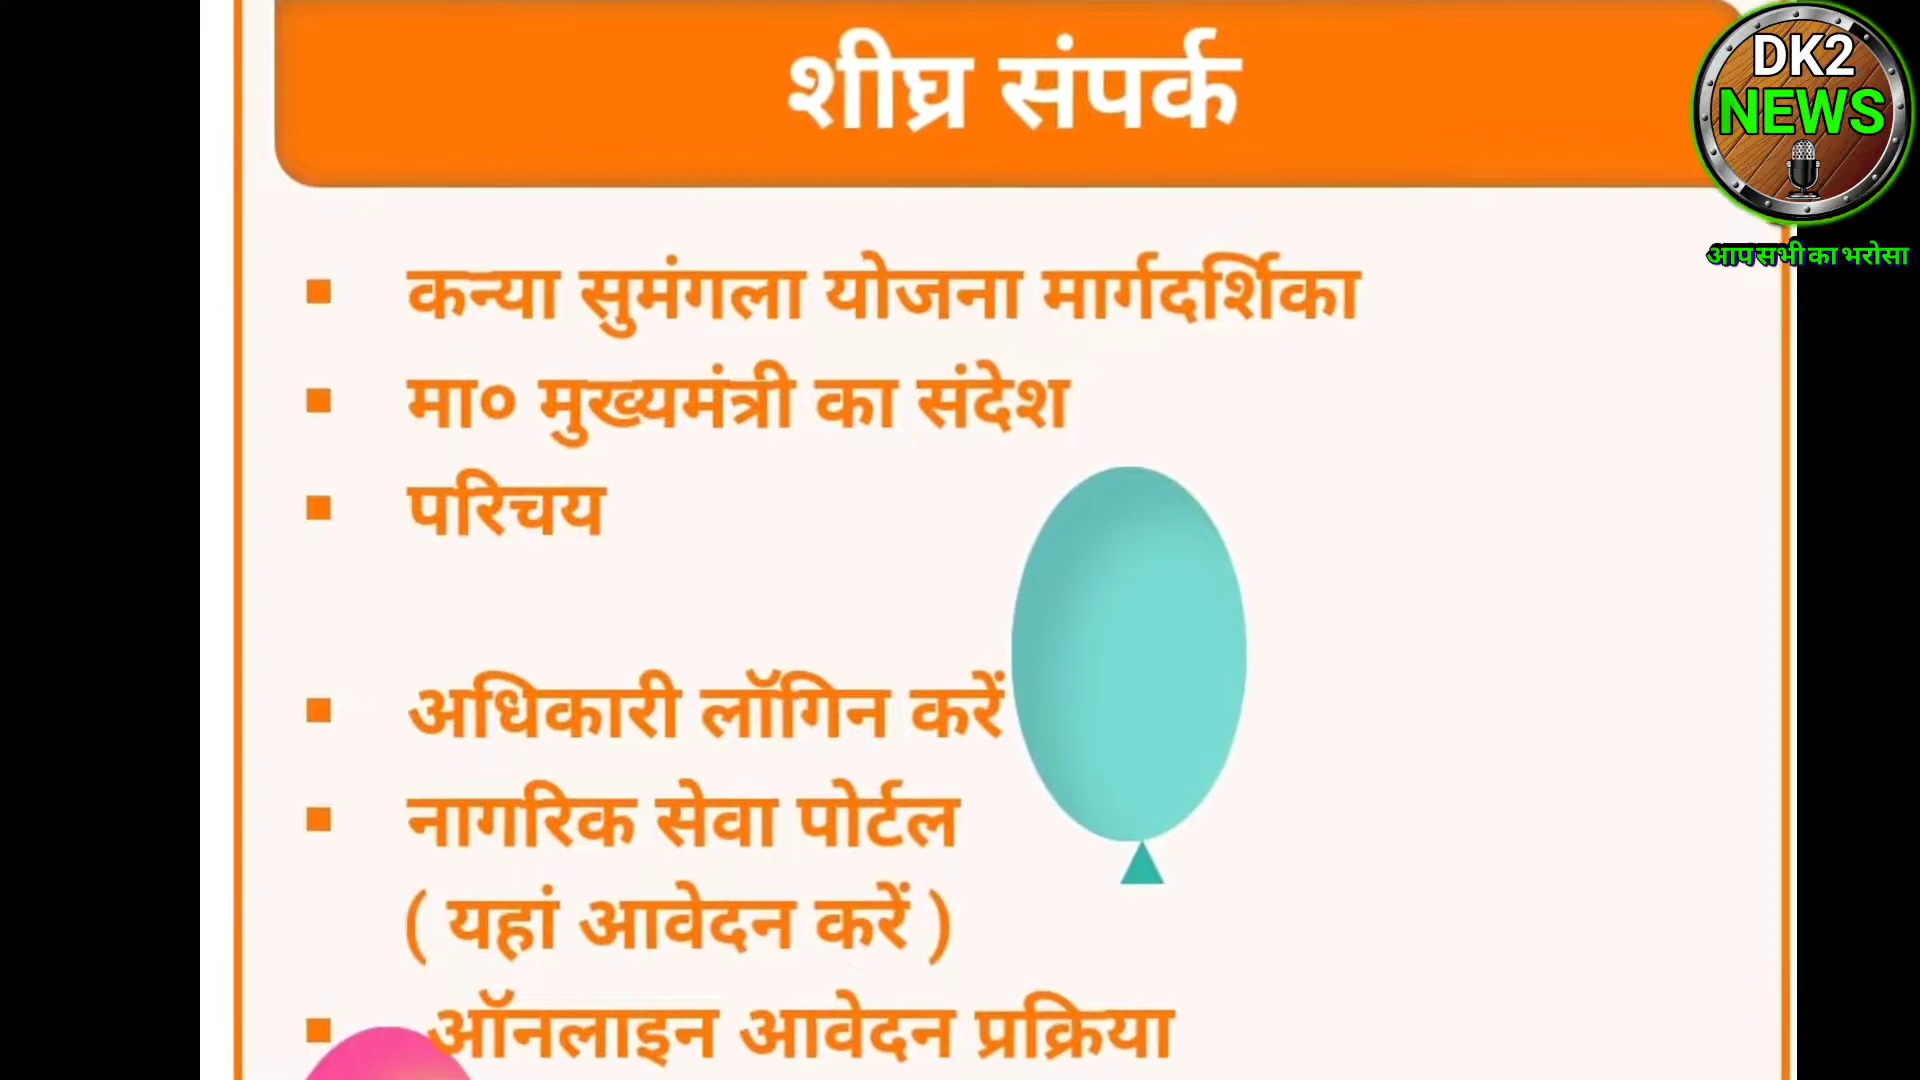 शीघ्र संपर्क
DK2
NEWS
आप सभी का भरोसा
कन्या सुमंगला योजना मार्गदर्शिका
मा० मुख्यमंत्री का संदेश
परिचय
अधिकारी लॉगिन करें
नागरिक सेवा पोर्टल
( यहां आवेदन करें )
ऑनलाइन आवेदन प्रक्रिया